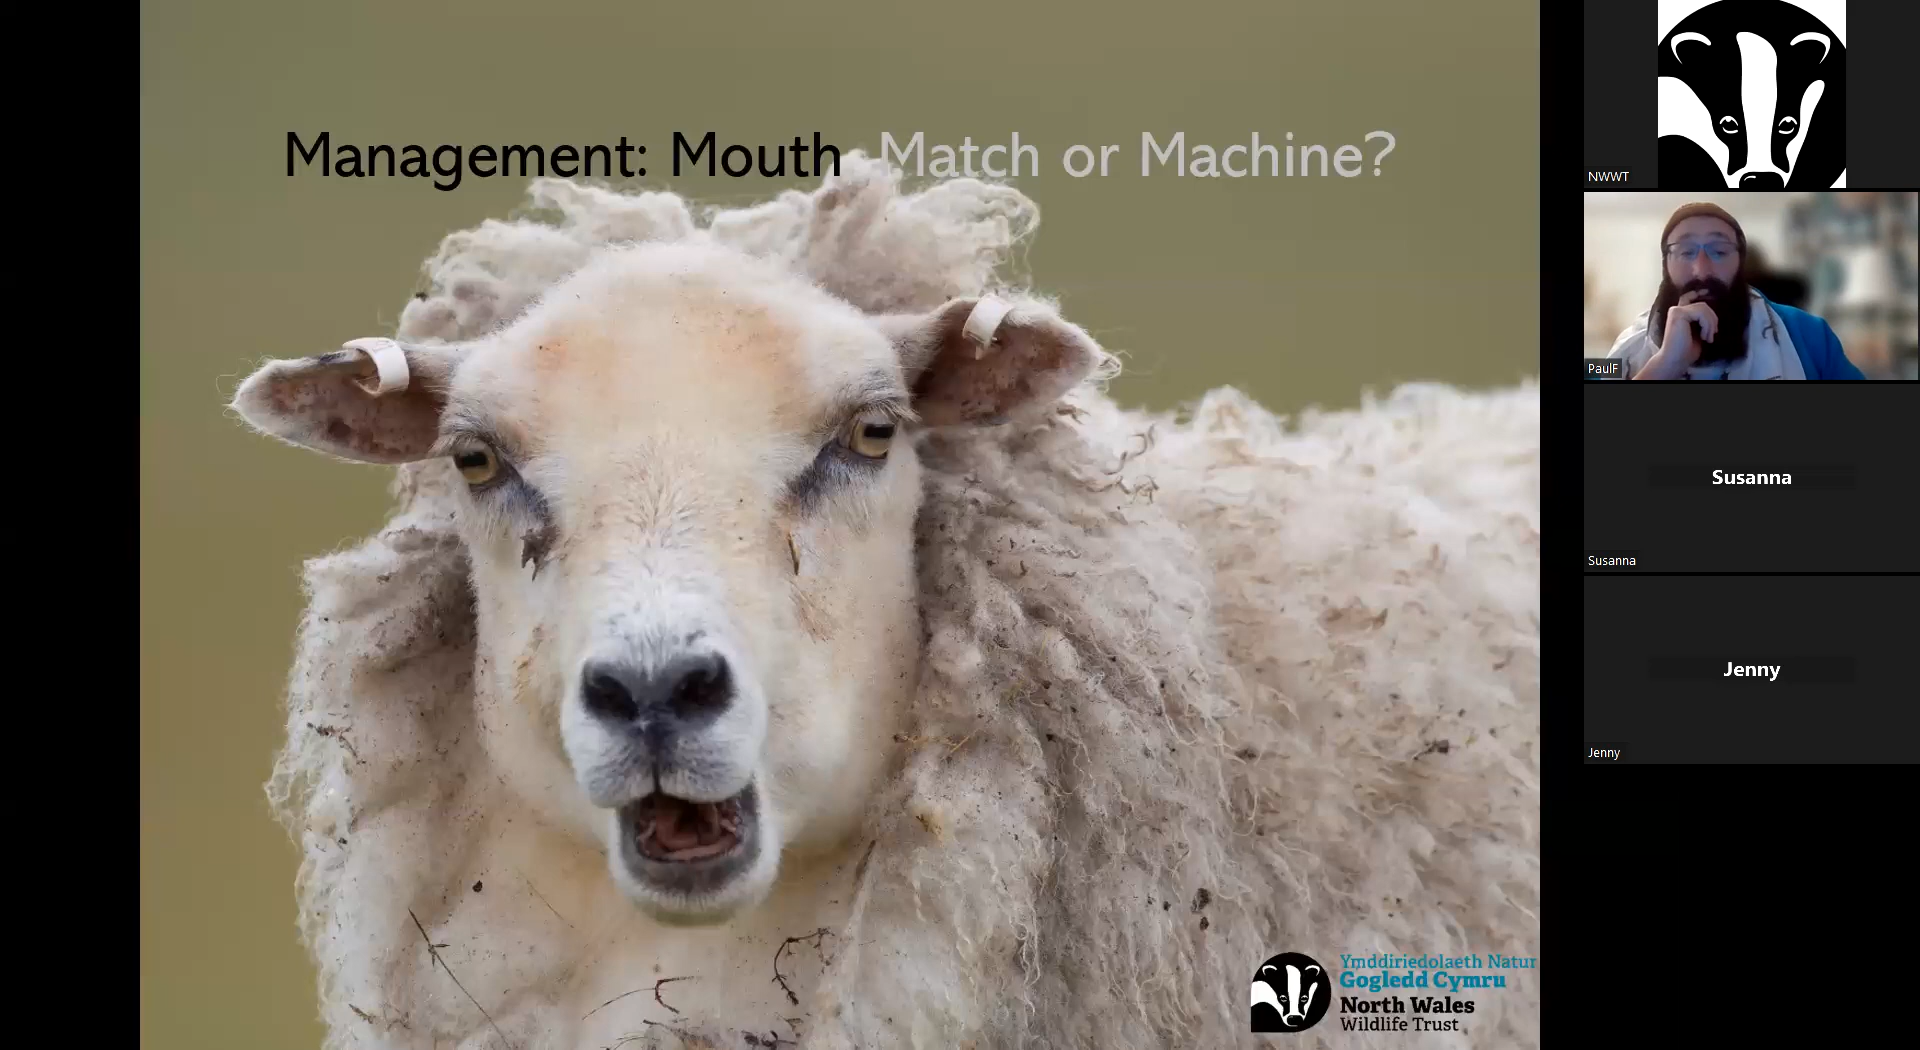 Management: Mouth Match or Machine?
NWWT
PaulF
Susanna
Susanna
Jenny
Jenny
Ymddiriedolaeth Natur
Gogledd Cymru
North Wales
Wildlife Trust